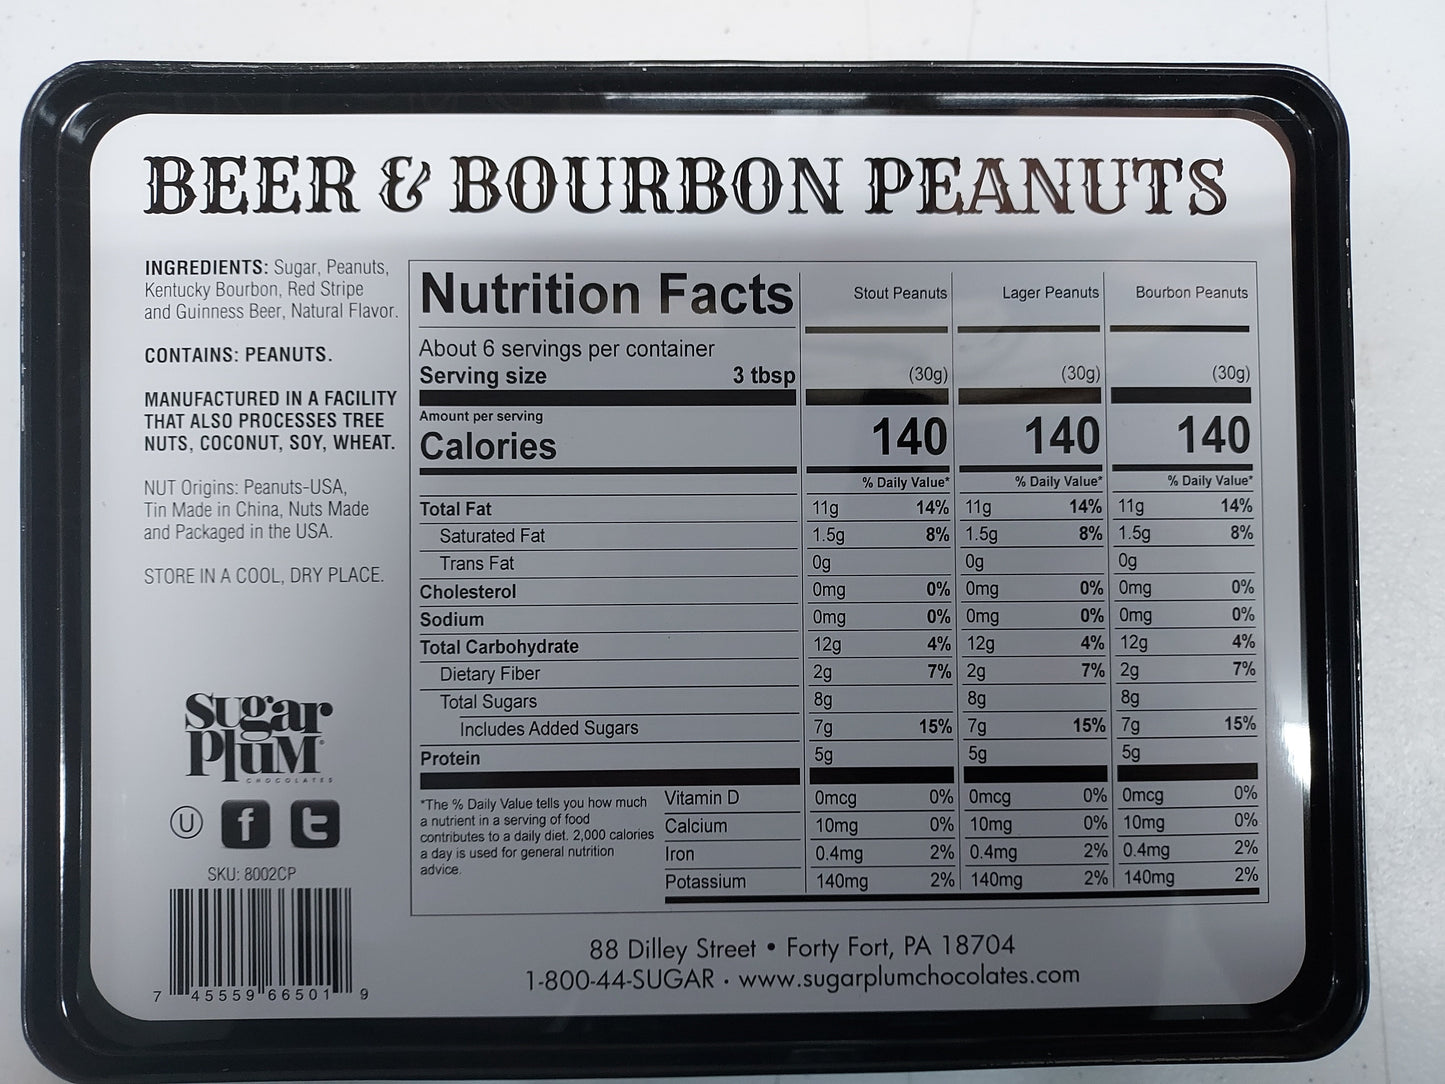 BEER & BOURBON PEANUTS
INGREDIENTS: Sugar, Peanuts,
Kentucky Bourbon, Red Stripe
and Guinness Beer, Natural Flavor.
CONTAINS: PEANUTS.
MANUFACTURED IN A FACILITY
THAT ALSO PROCESSES TREE
NUTS, COCONUT, SOY, WHEAT.
NUT Origins: Peanuts-USA,
Tin Made in China, Nuts Made
and Packaged in the USA.
STORE IN A COOL, DRY PLACE.
Sugar
Plum
CHOCOLATES
U f t
SKU: 8002CP
7 45559 66501 9
Nutrition Facts Stout Peanuts Lager Peanuts Bourbon Peanuts
About 6 servings per container
Serving size 3 tbsp (30g) (30g) (30g)
Amount per serving
Calories 140 140 140
% Daily Value* % Daily Value* % Daily Value*
Total Fat 11g 14% 11g 14% 11g 14%
Saturated Fat 1.5g 8% 1.5g 8% 1.5g 8%
Trans Fat 0g 0g 0g
Cholesterol 0mg 0% 0mg 0% 0mg 0%
Sodium 0mg 0% 0mg 0% 0mg 0%
Total Carbohydrate 12g 4% 12g 4% 12g 4%
Dietary Fiber 2g 7% 2g 7% 2g 7%
Total Sugars 8g 8g 8g
Includes Added Sugars 7g 15% 7g 15% 7g 15%
Protein 5g 5g 5g
*The % Daily Value tells you how much
a nutrient in a serving of food
contributes to a daily diet. 2,000 calories
a day is used for general nutrition
advice.
Vitamin D 0mcg 0% 0mcg 0% 0mcg 0%
Calcium 10mg 0% 10mg 0% 10mg 0%
Iron 0.4mg 2% 0.4mg 2% 0.4mg 2%
Potassium 140mg 2% 140mg 2% 140mg 2%
88 Dilley Street • Forty Fort, PA 18704
1-800-44-SUGAR · www.sugarplumchocolates.com